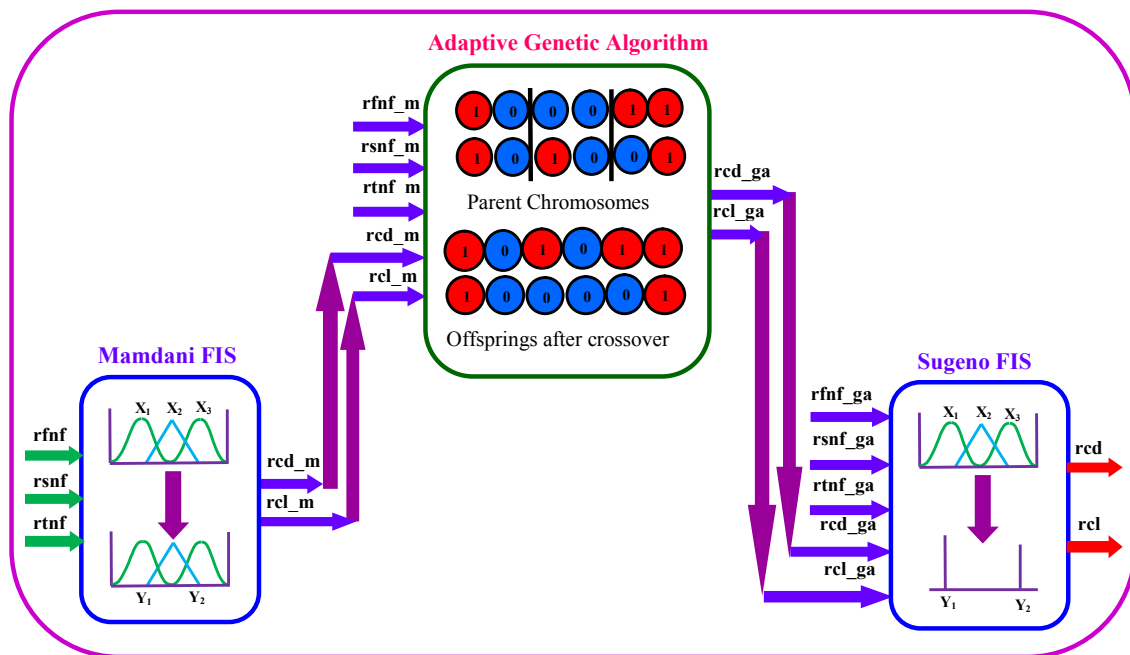 Adaptive Genetic Algorithm
rfnf_m
rsnf_m
rtnf_m
rcd_m
rcl_m
1 0 0 0 1 1
1 0 1 0 0 1
Parent Chromosomes
1 0 1 0 1 1
1 0 0 0 0 1
Offsprings after crossover
rcd_ga
rcl_ga
Mamdani FIS
rfnf
rsnf
rtnf
X₁ X₂ X₃
Y₁ Y₂
rcd_m
rcl_m
Sugeno FIS
rfnf_ga
rsnf_ga
rtnf_ga
rcd_ga
rcl_ga
X₁ X₂ X₃
Y₁ Y₂
rcd
rcl